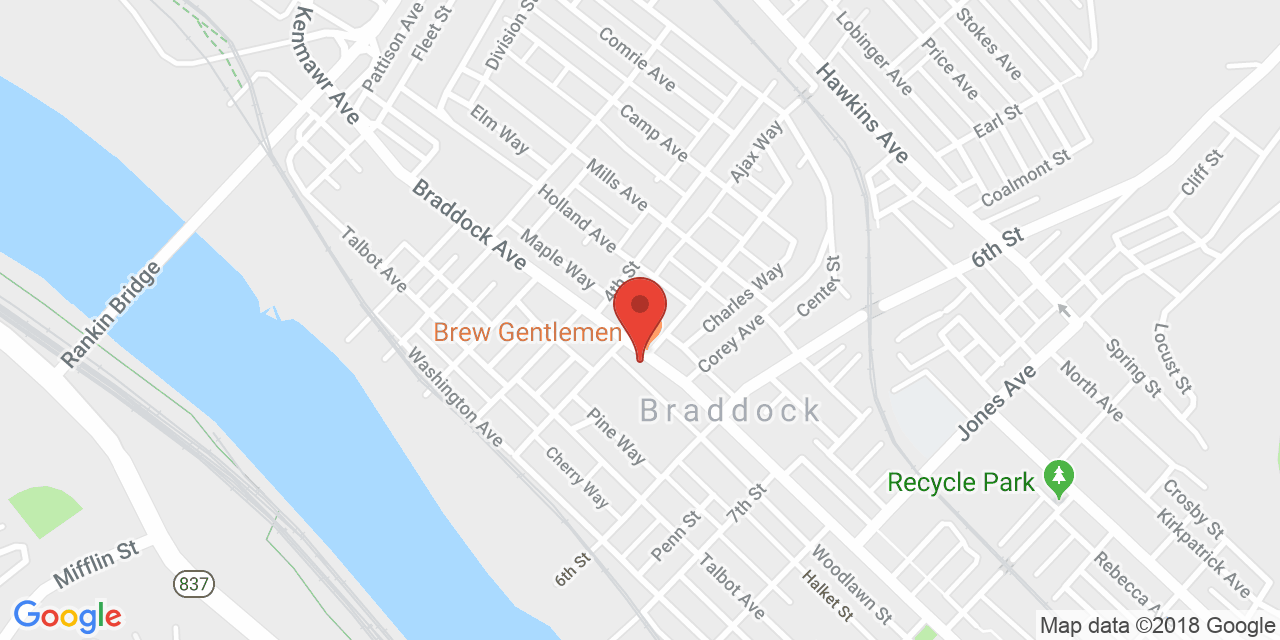 Kenmawr Ave
Pattison Ave
Fleet St
Division St
Comrie Ave
Lobinger Ave
Stokes Ave
Price Ave
Hawkins Ave
Earl St
Elm Way
Camp Ave
Ajax Way
Mills Ave
Coalmont St
Cliff St
Braddock Ave
Holland Ave
Maple Way
Talbot Ave
4th St
6th St
Rankin Bridge
Charles Way
Center St
Brew Gentlemen
Corey Ave
Washington Ave
Locust St
Spring St
North Ave
Jones Ave
Braddock
Pine Way
Cherry Way
Recycle Park
7th St
Penn St
6th St
Crosby St
Kirkpatrick Ave
Mifflin St
837
Talbot Ave
Woodlawn St
Halket St
Rebecca
Google
Map data ©2018 Google